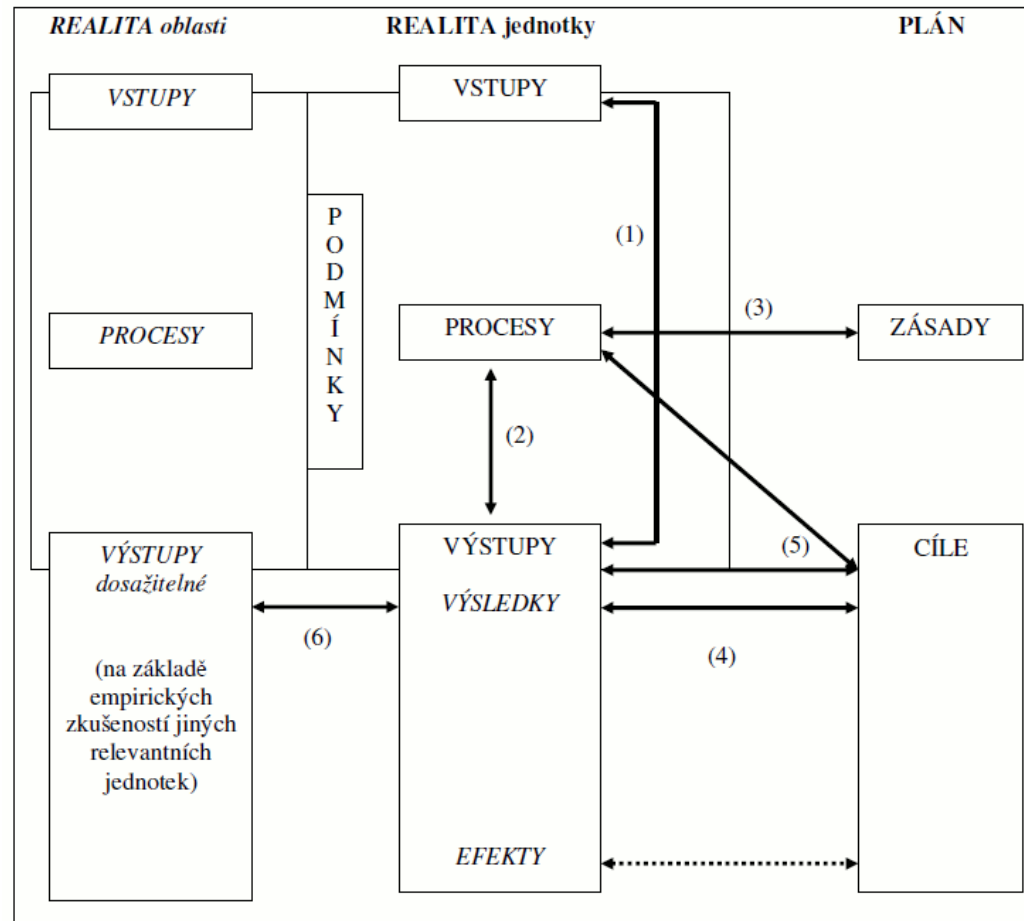 REALITA oblasti
REALITA jednotky
PLÁN
VSTUPY
VSTUPY
P
O
D
M
Í
N
K
Y
(1)
PROCESY
PROCESY
(3)
ZÁSADY
(2)
VÝSTUPY
dosažitelné
(na základě
empirických
zkušeností jiných
relevantních
jednotek)
(6)
VÝSTUPY
VÝSLEDKY
EFEKTY
(5)
(4)
CÍLE